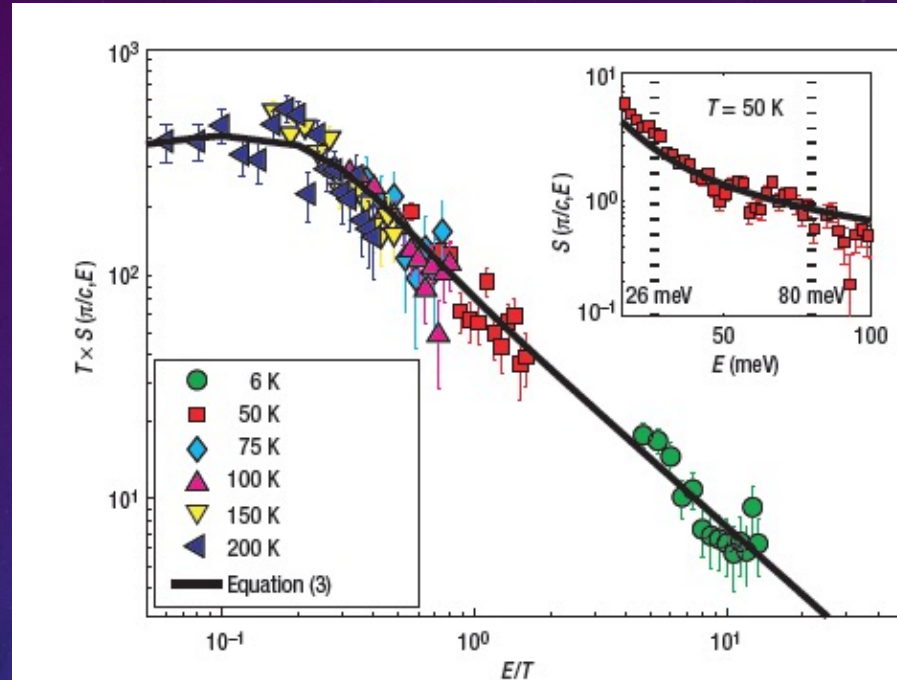 10³
10²
10¹
T × S (π/c,E)
10⁻¹
10⁰
10¹
E/T
6 K
50 K
75 K
100 K
150 K
200 K
Equation (3)
10¹
10⁰
10⁻¹
S (π/c,E)
T = 50 K
26 meV
80 meV
50
100
E (meV)